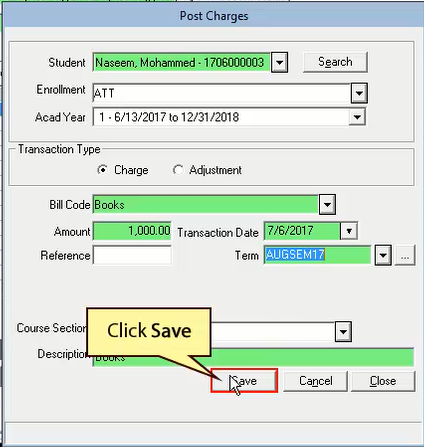 Post Charges
Student Naseem, Mohammed - 1706000003 Search
Enrollment ATT
Acad Year 1 - 6/13/2017 to 12/31/2018
Transaction Type
Charge Adjustment
Bill Code Books
Amount 1,000.00 Transaction Date 7/6/2017
Reference Term AUGSEM17 ...
Course Section
Click Save
Description Books
Save Cancel Close